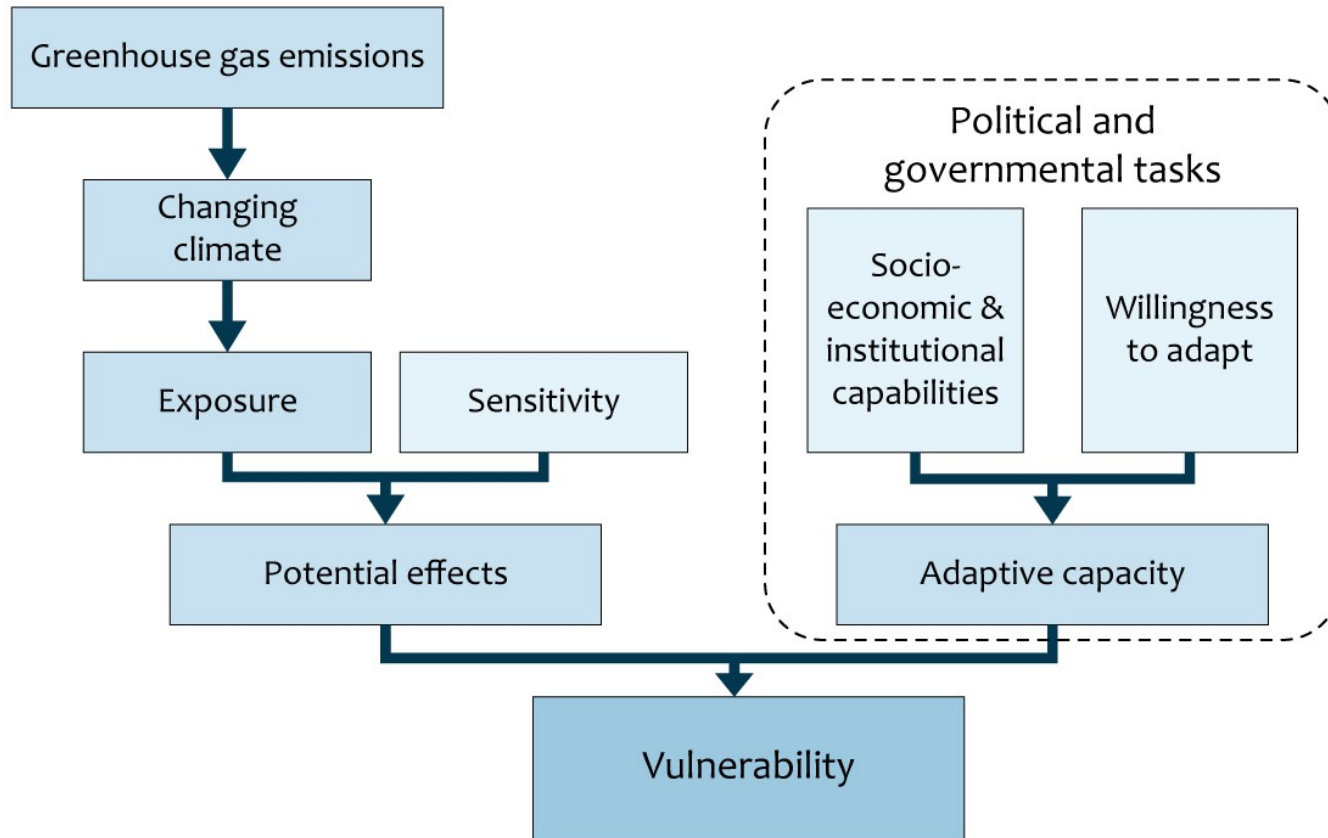 Greenhouse gas emissions
Changing
climate
Exposure
Sensitivity
Potential effects
Political and
governmental tasks
Socio-
economic &
institutional
capabilities
Willingness
to adapt
Adaptive capacity
Vulnerability